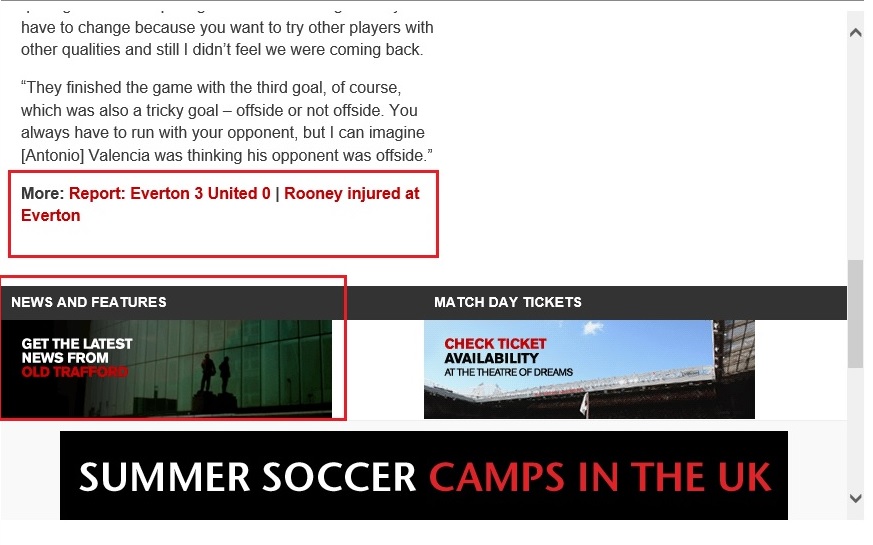 have to change because you want to try other players with
other qualities and still I didn’t feel we were coming back.
“They finished the game with the third goal, of course,
which was also a tricky goal – offside or not offside. You
always have to run with your opponent, but I can imagine
[Antonio] Valencia was thinking his opponent was offside.”
More: Report: Everton 3 United 0 | Rooney injured at
Everton
NEWS AND FEATURES
GET THE LATEST
NEWS FROM
OLD TRAFFORD
MATCH DAY TICKETS
CHECK TICKET
AVAILABILITY
AT THE THEATRE OF DREAMS
SUMMER SOCCER CAMPS IN THE UK